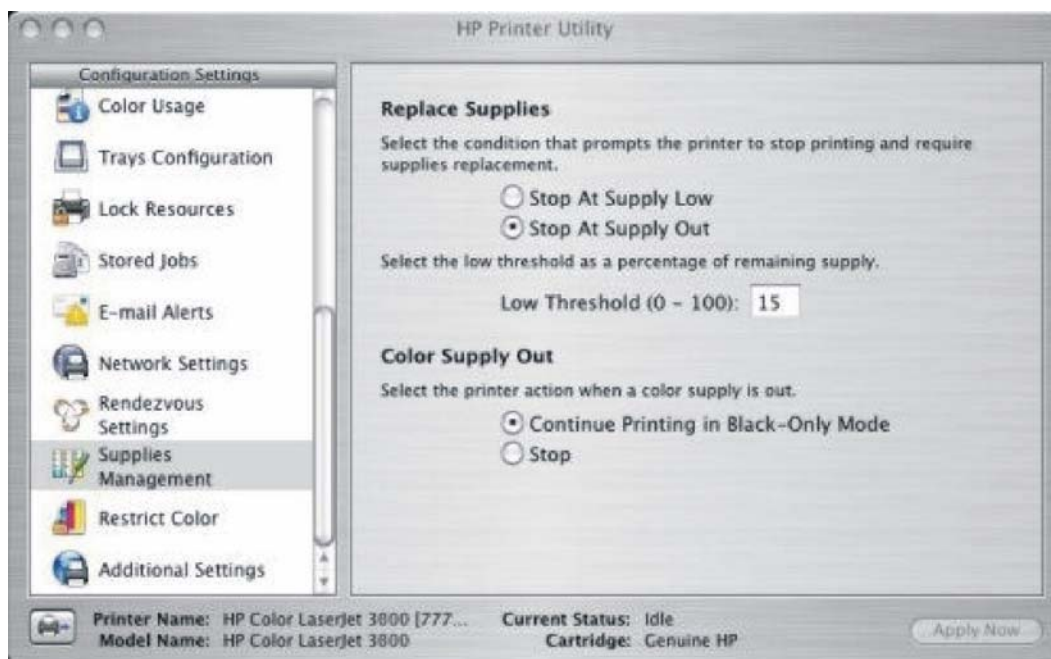 HP Printer Utility
Configuration Settings
Color Usage
Trays Configuration
Lock Resources
Stored Jobs
E-mail Alerts
Network Settings
Rendezvous
Settings
Supplies
Management
Restrict Color
Additional Settings
Replace Supplies
Select the condition that prompts the printer to stop printing and require
supplies replacement.
Stop At Supply Low
Stop At Supply Out
Select the low threshold as a percentage of remaining supply.
Low Threshold (0 – 100): 15
Color Supply Out
Select the printer action when a color supply is out.
Continue Printing in Black-Only Mode
Stop
Printer Name: HP Color LaserJet 3800 [777... Current Status: Idle
Model Name: HP Color LaserJet 3800 Cartridge: Genuine HP
Apply Now